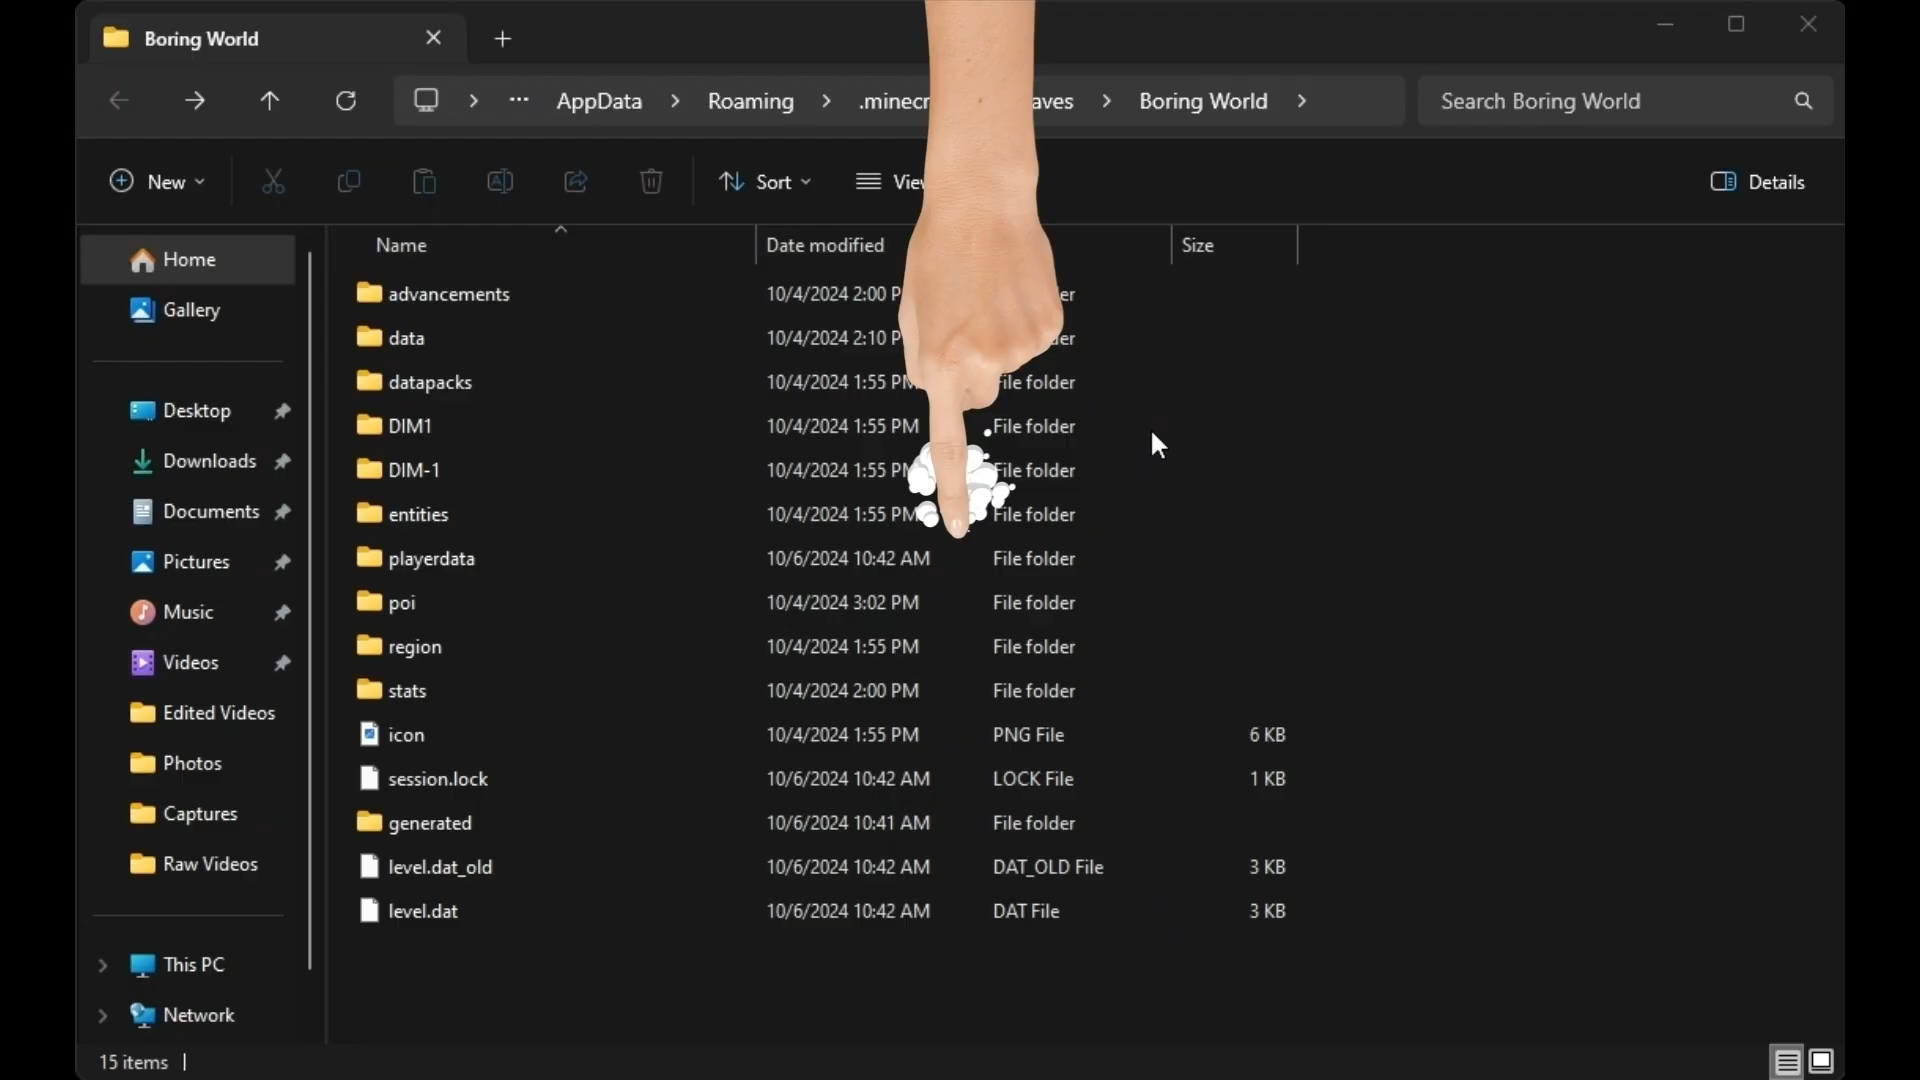 Boring World
AppData Roaming .minecr aves Boring World Search Boring World
New Sort Details
Name Date modified Size
Home
Gallery
Desktop
Downloads
Documents
Pictures
Music
Videos
Edited Videos
Photos
Captures
Raw Videos
This PC
Network
advancements 10/4/2024 2:00 P er
data 10/4/2024 2:10 P der
datapacks 10/4/2024 1:55 PM File folder
DIM1 10/4/2024 1:55 PM File folder
DIM-1 10/4/2024 1:55 PM File folder
entities 10/4/2024 1:55 PM File folder
playerdata 10/6/2024 10:42 AM File folder
poi 10/4/2024 3:02 PM File folder
region 10/4/2024 1:55 PM File folder
stats 10/4/2024 2:00 PM File folder
icon 10/4/2024 1:55 PM PNG File 6 KB
session.lock 10/6/2024 10:42 AM LOCK File 1 KB
generated 10/6/2024 10:41 AM File folder
level.dat_old 10/6/2024 10:42 AM DAT_OLD File 3 KB
level.dat 10/6/2024 10:42 AM DAT File 3 KB
15 items